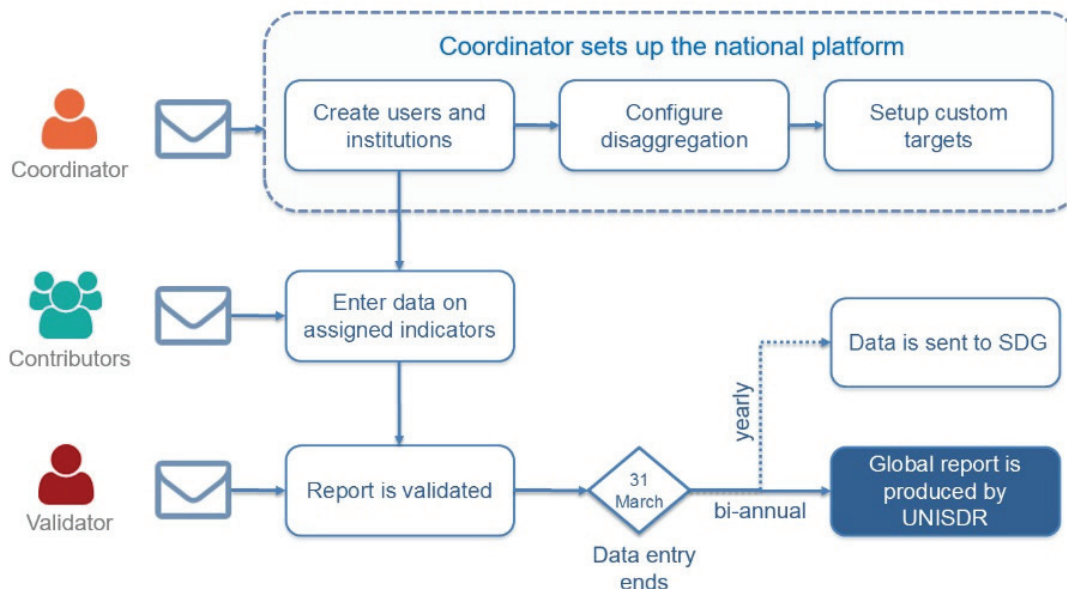 Coordinator sets up the national platform
Coordinator
Create users and
institutions
Configure
disaggregation
Setup custom
targets
Contributors
Enter data on
assigned indicators
Data is sent to SDG
yearly
Validator
Report is validated
31
March
Data entry
ends
bi-annual
Global report is
produced by
UNISDR